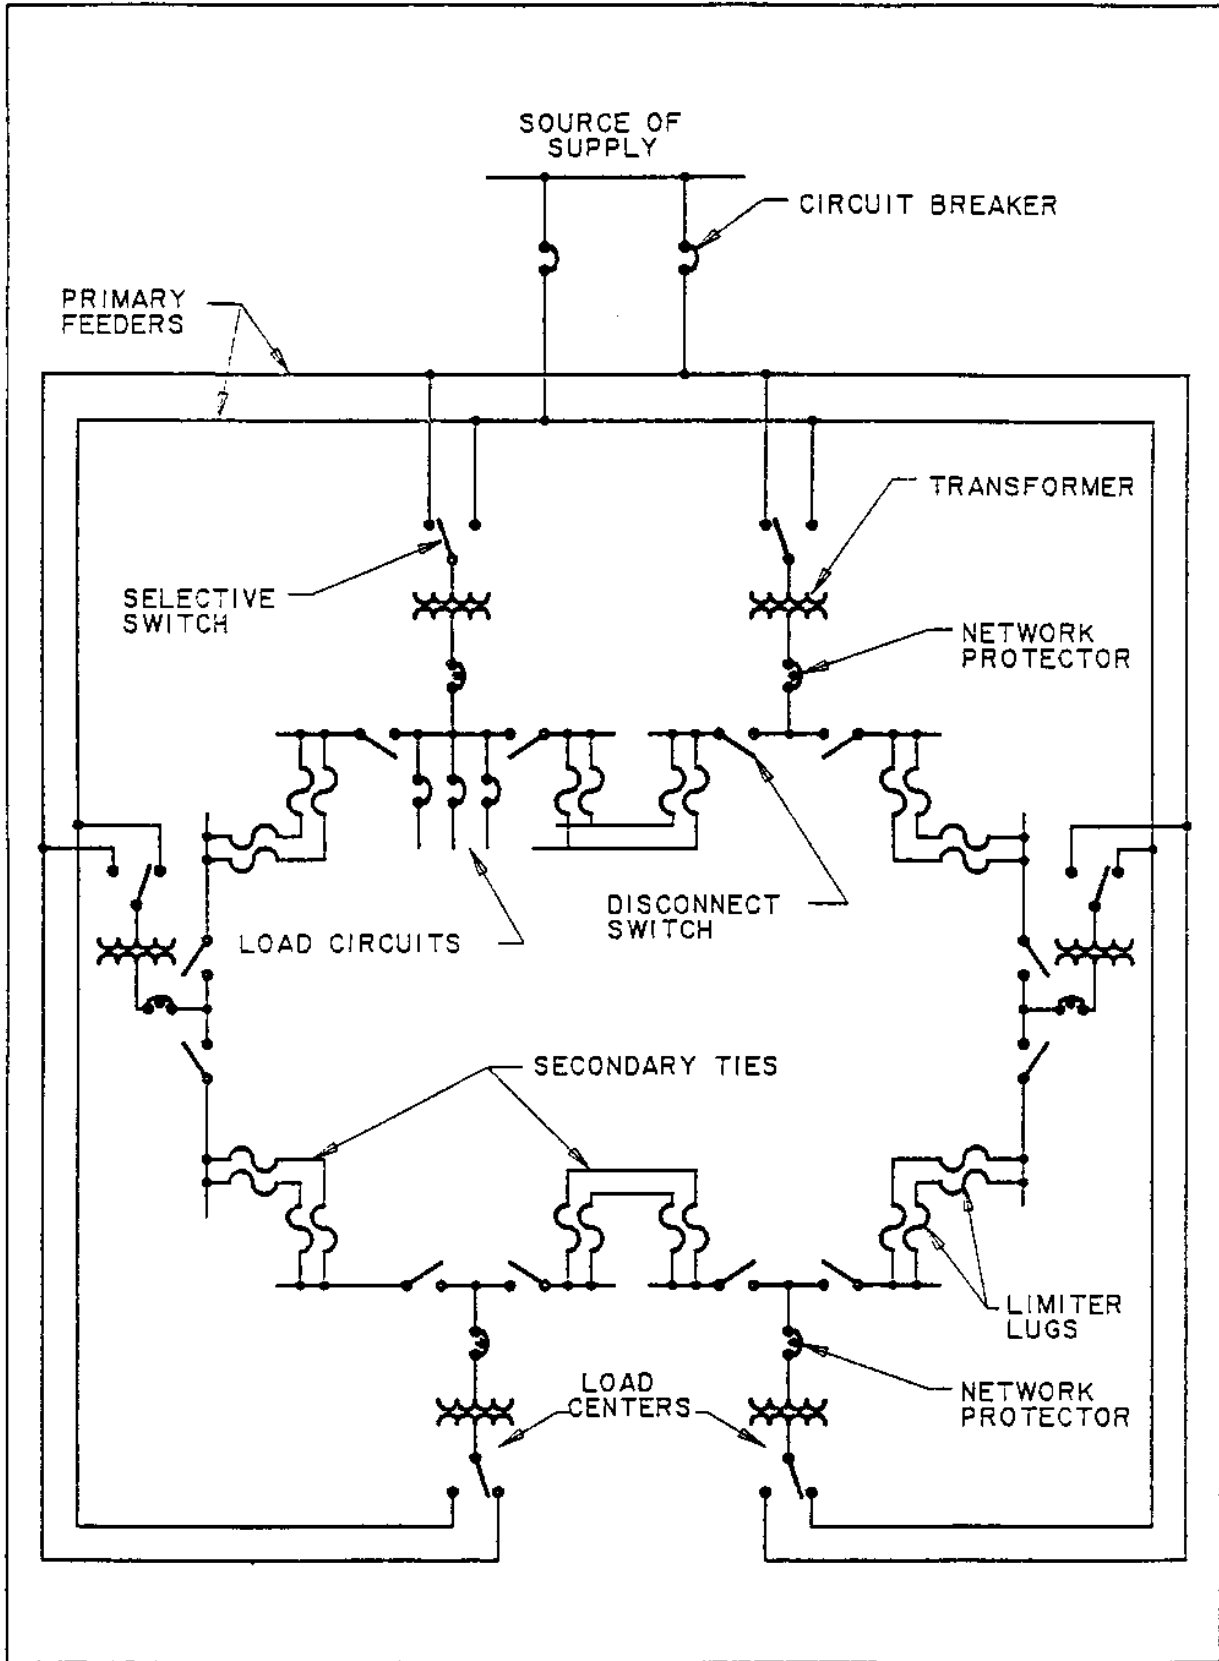 SOURCE OF
SUPPLY
CIRCUIT BREAKER
PRIMARY
FEEDERS
TRANSFORMER
SELECTIVE
SWITCH
NETWORK
PROTECTOR
DISCONNECT
SWITCH
LOAD CIRCUITS
SECONDARY TIES
LIMITER
LUGS
LOAD
CENTERS
NETWORK
PROTECTOR